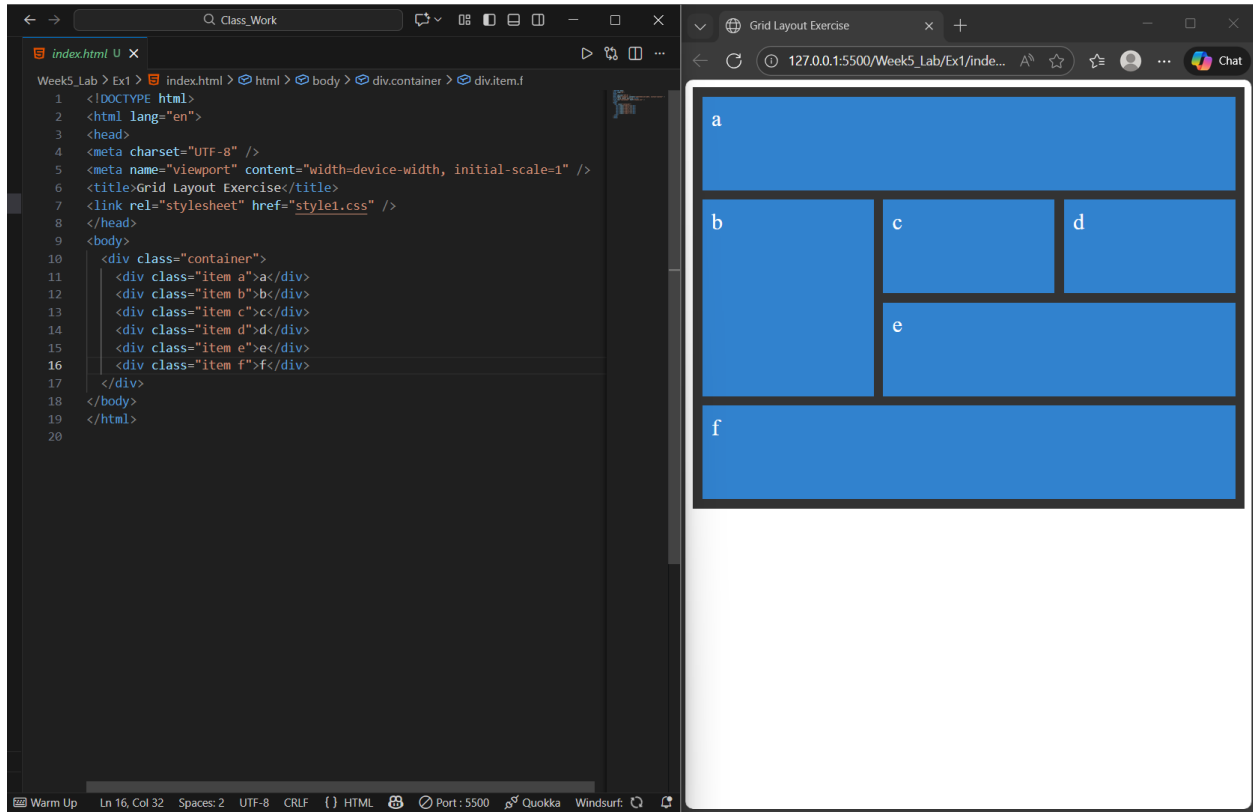 Class_Work
index.html U
Week5_Lab > Ex1 > index.html > html > body > div.container > div.item.f
1 <!DOCTYPE html>
2 <html lang="en">
3 <head>
4 <meta charset="UTF-8" />
5 <meta name="viewport" content="width=device-width, initial-scale=1" />
6 <title>Grid Layout Exercise</title>
7 <link rel="stylesheet" href="style1.css" />
8 </head>
9 <body>
10 <div class="container">
11 <div class="item a">a</div>
12 <div class="item b">b</div>
13 <div class="item c">c</div>
14 <div class="item d">d</div>
15 <div class="item e">e</div>
16 <div class="item f">f</div>
17 </div>
18 </body>
19 </html>
20
Warm Up Ln 16, Col 32 Spaces: 2 UTF-8 CRLF {} HTML Port : 5500 Quokka Windsurf:
Grid Layout Exercise
127.0.0.1:5500/Week5_Lab/Ex1/inde... Chat
a
b c d
e
f